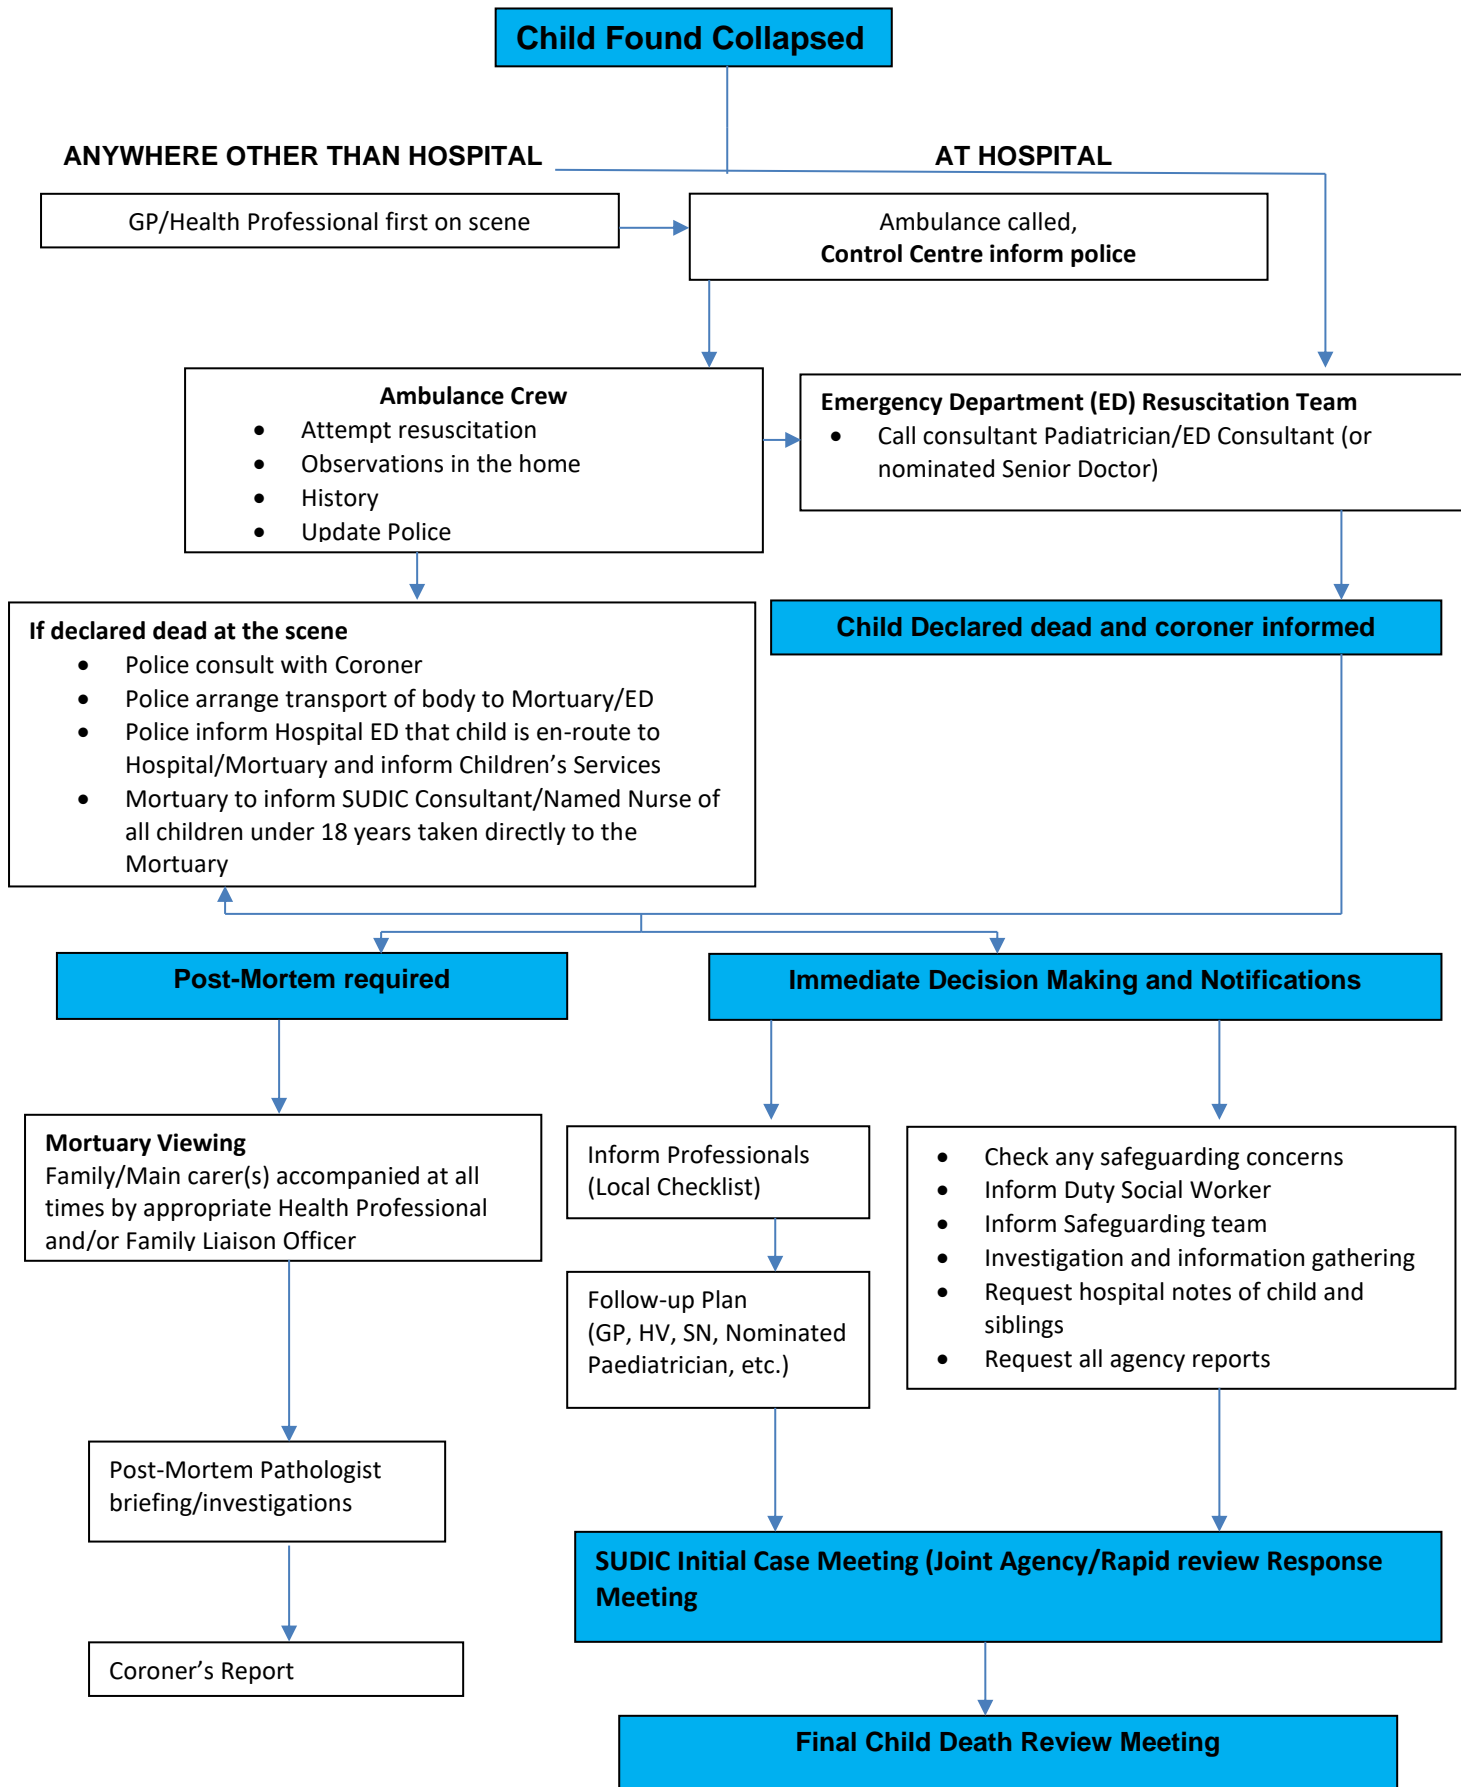 Child Found Collapsed
ANYWHERE OTHER THAN HOSPITAL
AT HOSPITAL
GP/Health Professional first on scene
Ambulance called,
Control Centre inform police
Ambulance Crew
• Attempt resuscitation
• Observations in the home
• History
• Update Police
Emergency Department (ED) Resuscitation Team
• Call consultant Padiatrician/ED Consultant (or
nominated Senior Doctor)
If declared dead at the scene
• Police consult with Coroner
• Police arrange transport of body to Mortuary/ED
• Police inform Hospital ED that child is en-route to
Hospital/Mortuary and inform Children’s Services
• Mortuary to inform SUDIC Consultant/Named Nurse of
all children under 18 years taken directly to the
Mortuary
Child Declared dead and coroner informed
Post-Mortem required
Immediate Decision Making and Notifications
Mortuary Viewing
Family/Main carer(s) accompanied at all
times by appropriate Health Professional
and/or Family Liaison Officer
Inform Professionals
(Local Checklist)
• Check any safeguarding concerns
• Inform Duty Social Worker
• Inform Safeguarding team
• Investigation and information gathering
• Request hospital notes of child and
siblings
• Request all agency reports
Follow-up Plan
(GP, HV, SN, Nominated
Paediatrician, etc.)
Post-Mortem Pathologist
briefing/investigations
SUDIC Initial Case Meeting (Joint Agency/Rapid review Response
Meeting
Coroner’s Report
Final Child Death Review Meeting